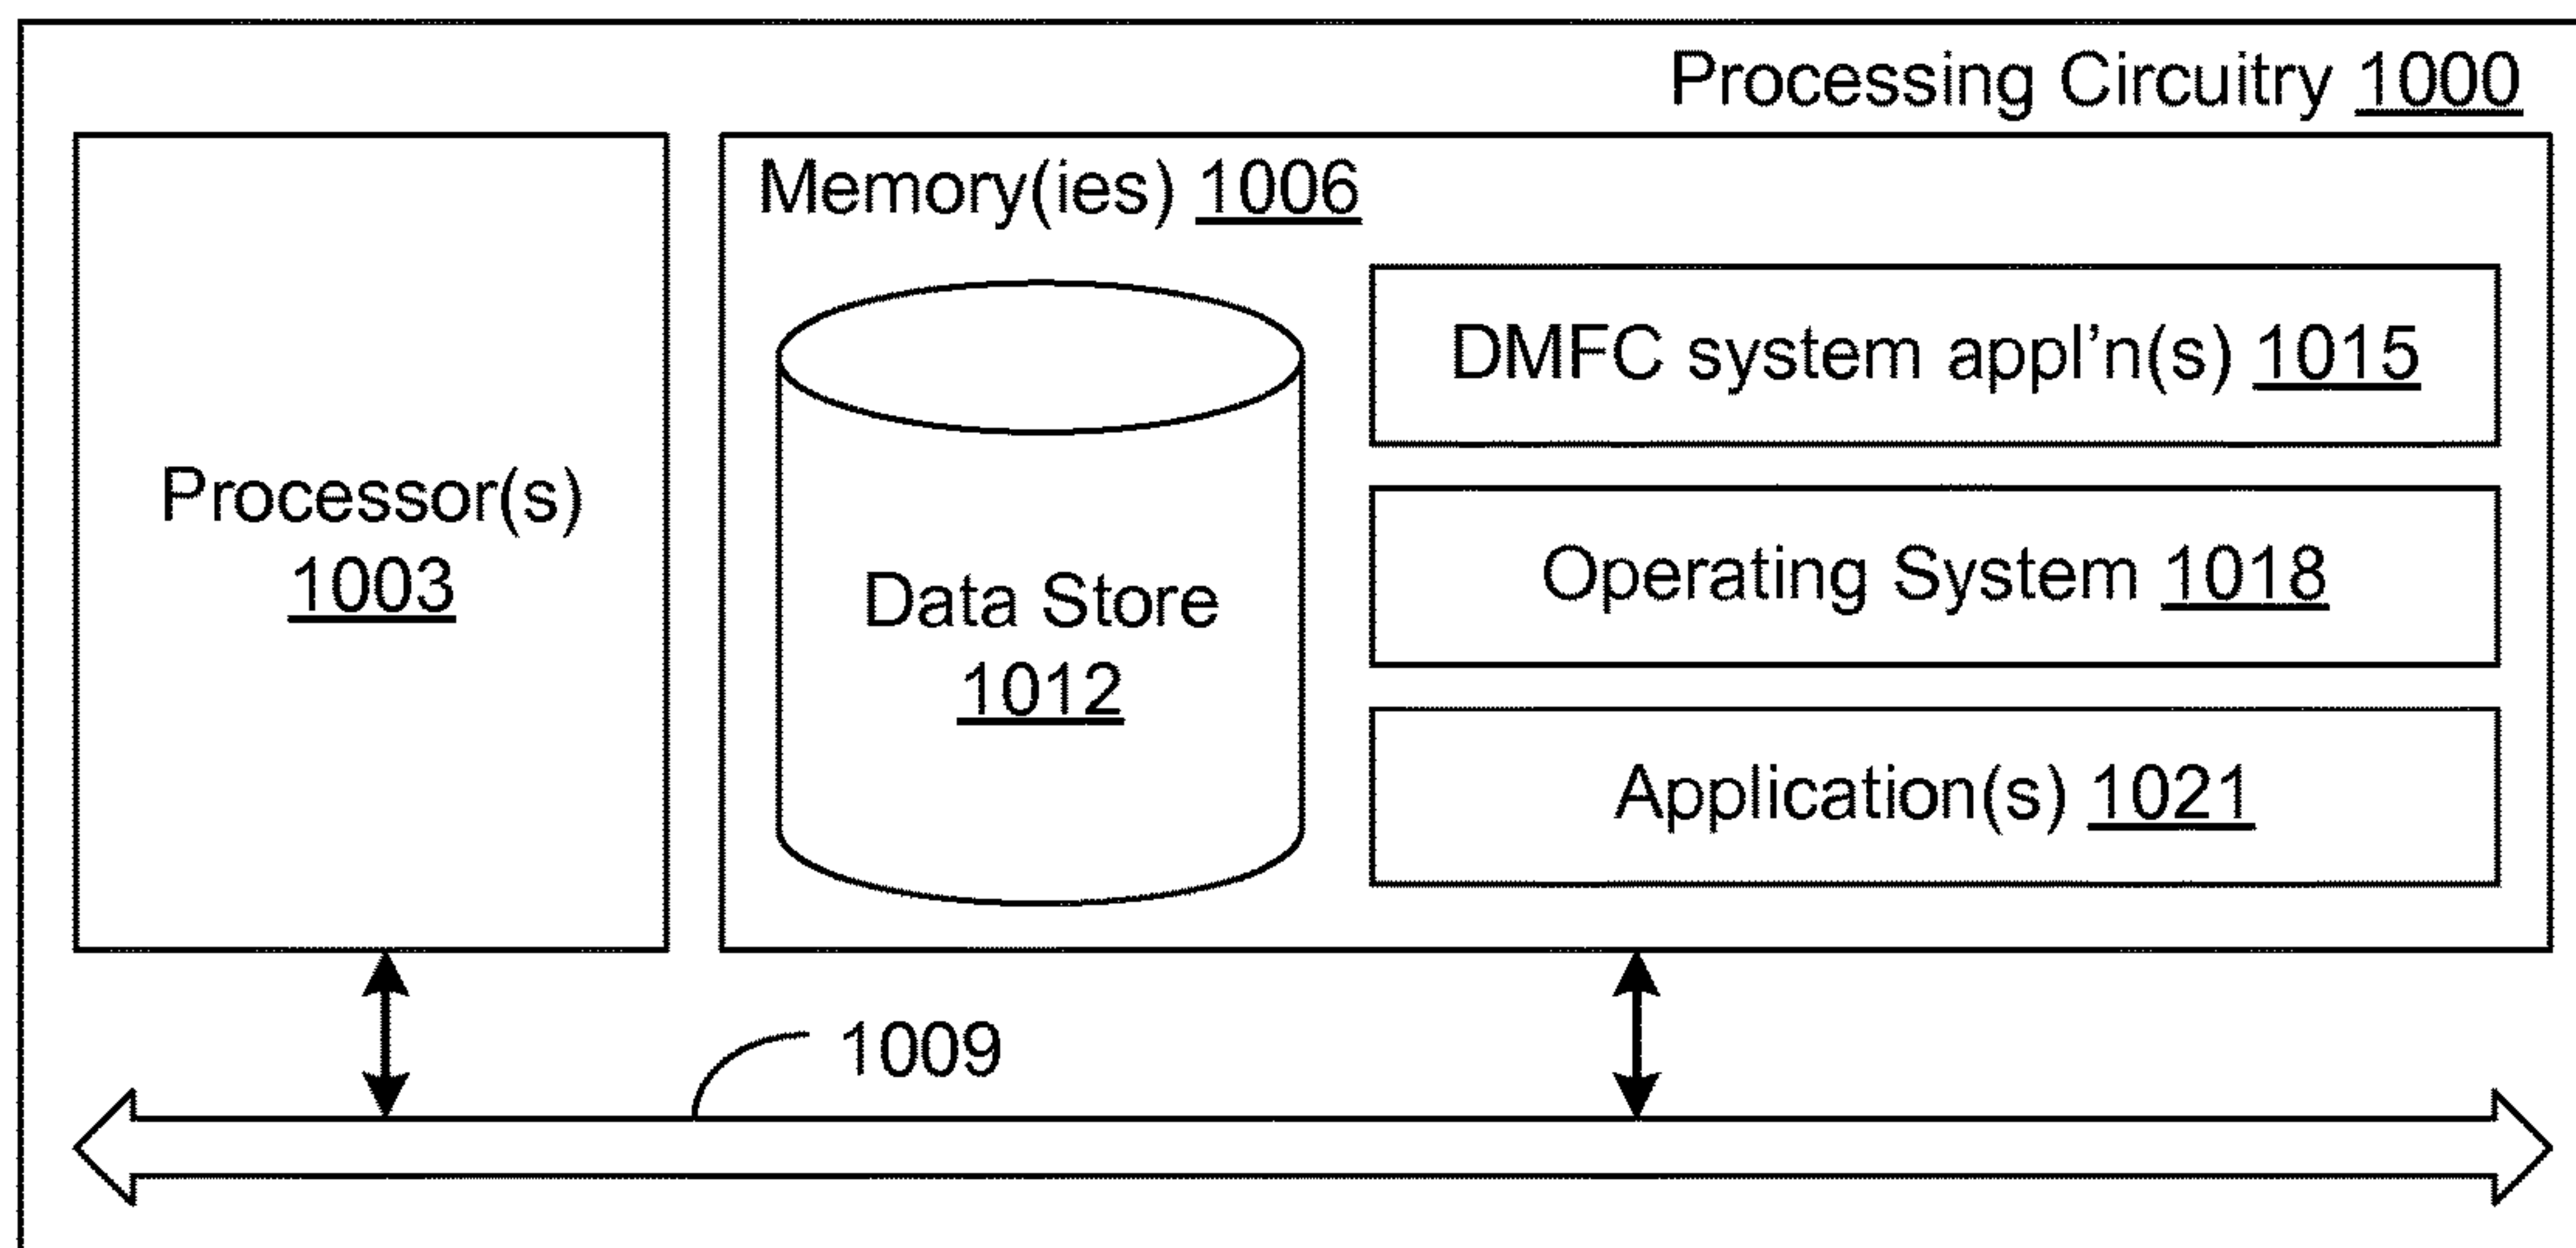 Processing Circuitry 1000
Memory(ies) 1006
Processor(s)
1003
Data Store
1012
DMFC system appl’n(s) 1015
Operating System 1018
Application(s) 1021
1009